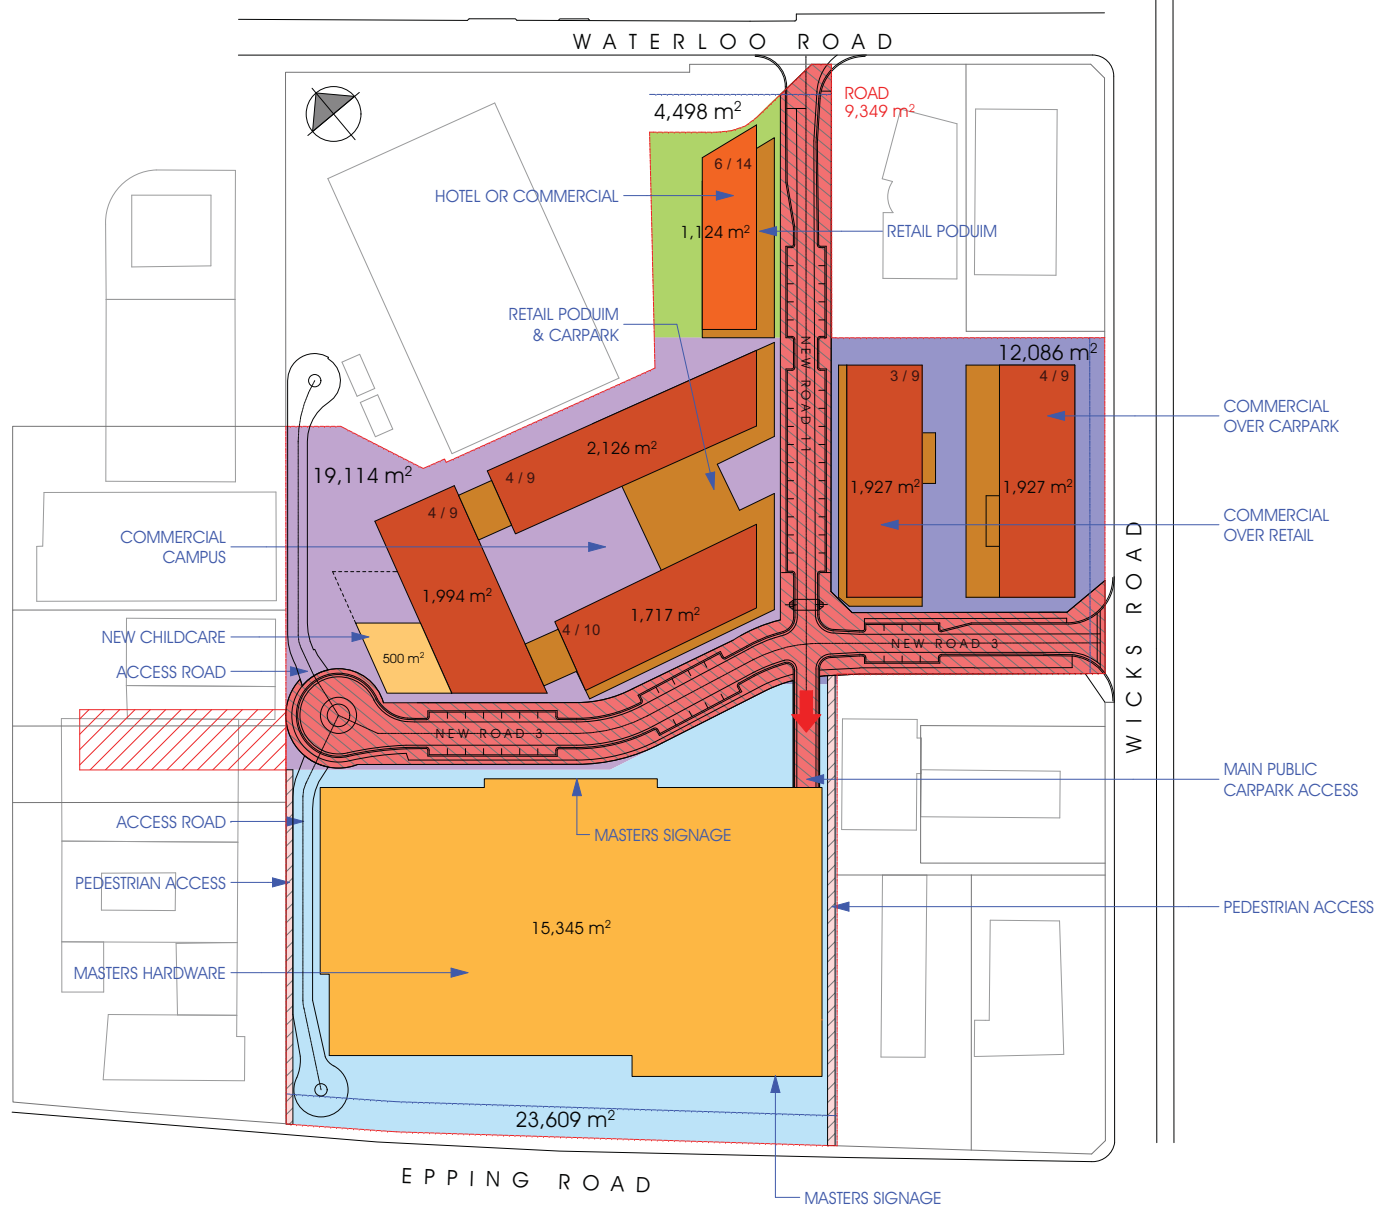 WATERLOO ROAD
ROAD
9,349 m²
4,498 m²
6 / 14
HOTEL OR COMMERCIAL
1,124 m²
RETAIL PODUIM
RETAIL PODUIM
& CARPARK
NEW ROAD 11
12,086 m²
3 / 9
4 / 9
COMMERCIAL
OVER CARPARK
2,126 m²
19,114 m²
4 / 9
4 / 9
1,927 m²
1,927 m²
COMMERCIAL
OVER RETAIL
COMMERCIAL
CAMPUS
1,994 m²
1,717 m²
4 / 10
NEW CHILDCARE
500 m²
ACCESS ROAD
NEW ROAD 3
WICKS ROAD
NEW ROAD 3
MAIN PUBLIC
CARPARK ACCESS
ACCESS ROAD
MASTERS SIGNAGE
PEDESTRIAN ACCESS
PEDESTRIAN ACCESS
15,345 m²
MASTERS HARDWARE
23,609 m²
EPPING ROAD
MASTERS SIGNAGE